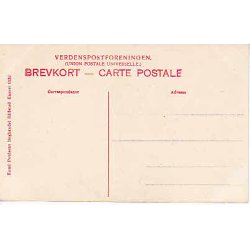 VERDENSPOSTFORENINGEN.
(UNION POSTALE UNIVERSELLE.)
BREVKORT — CARTE POSTALE
Correspondance. Adresse.